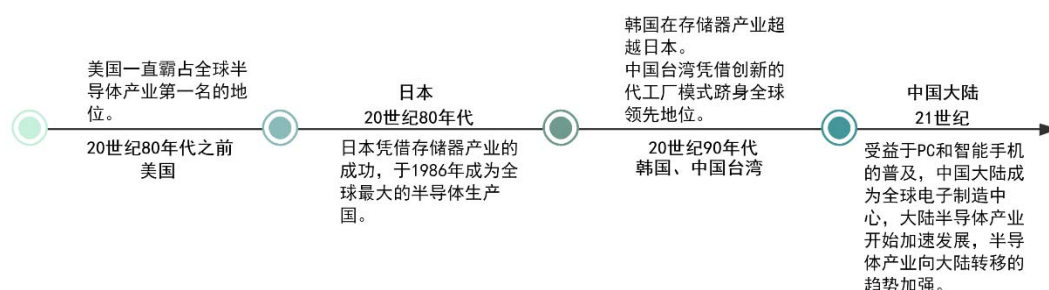 美国一直霸占全球半
导体产业第一名的地
位。
20世纪80年代之前
美国
日本
20世纪80年代
日本凭借存储器产业的
成功，于1986年成为全
球最大的半导体生产
国。
韩国在存储器产业超
越日本。
中国台湾凭借创新的
代工厂模式跻身全球
领先地位。
20世纪90年代
韩国、中国台湾
中国大陆
21世纪
受益于PC和智能手机
的普及，中国大陆成
为全球电子制造中
心，大陆半导体产业
开始加速发展，半导
体产业向大陆转移的
趋势加强。